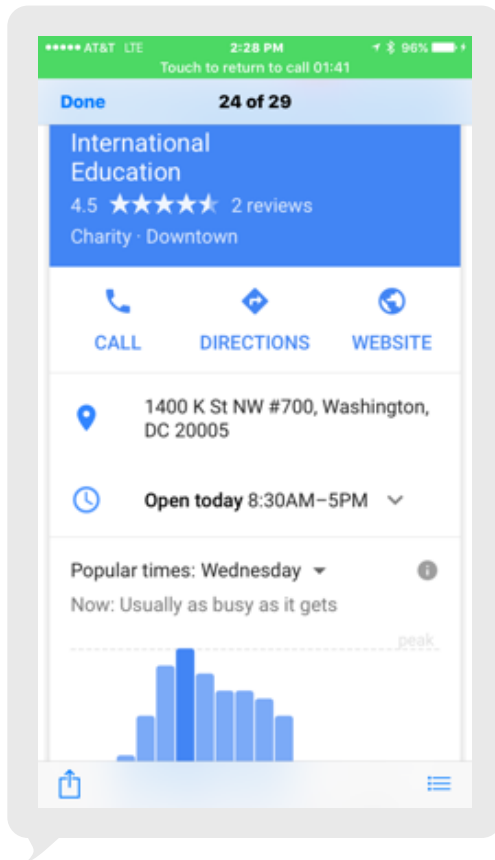 AT&T LTE 2:28 PM 96%
Touch to return to call 01:41
Done 24 of 29
International
Education
4.5 2 reviews
Charity · Downtown
CALL DIRECTIONS WEBSITE
1400 K St NW #700, Washington,
DC 20005
Open today 8:30AM–5PM
Popular times: Wednesday
Now: Usually as busy as it gets
peak